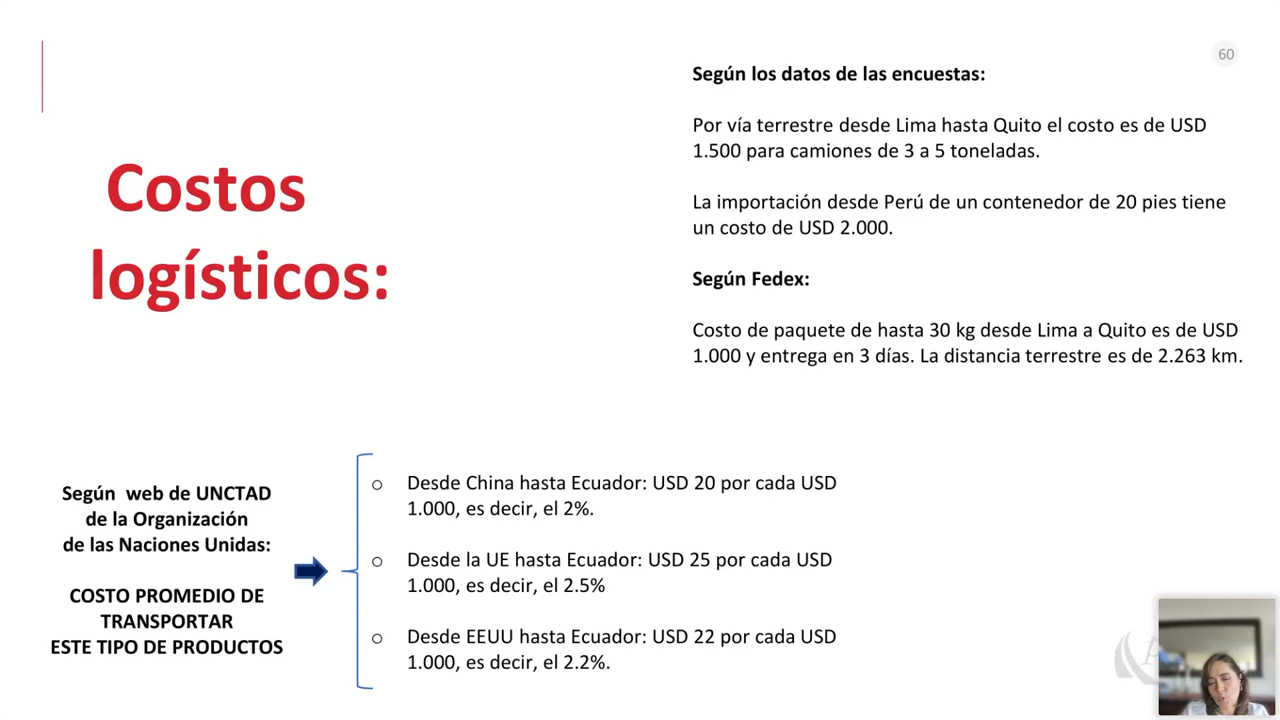 60
Costos
logísticos:
Según los datos de las encuestas:
Por vía terrestre desde Lima hasta Quito el costo es de USD
1.500 para camiones de 3 a 5 toneladas.
La importación desde Perú de un contenedor de 20 pies tiene
un costo de USD 2.000.
Según Fedex:
Costo de paquete de hasta 30 kg desde Lima a Quito es de USD
1.000 y entrega en 3 días. La distancia terrestre es de 2.263 km.
Según web de UNCTAD
de la Organización
de las Naciones Unidas:
COSTO PROMEDIO DE
TRANSPORTAR
ESTE TIPO DE PRODUCTOS
Desde China hasta Ecuador: USD 20 por cada USD
1.000, es decir, el 2%.
Desde la UE hasta Ecuador: USD 25 por cada USD
1.000, es decir, el 2.5%
Desde EEUU hasta Ecuador: USD 22 por cada USD
1.000, es decir, el 2.2%.